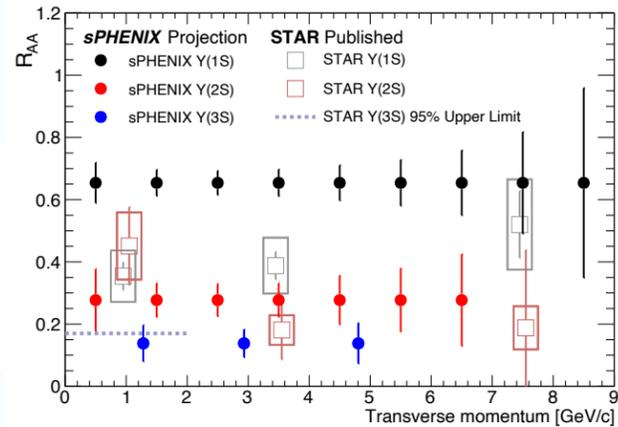 1.2
1
0.8
0.6
0.4
0.2
0
R_AA
sPHENIX Projection
sPHENIX Y(1S)
sPHENIX Y(2S)
sPHENIX Y(3S)
STAR Published
STAR Y(1S)
STAR Y(2S)
STAR Y(3S) 95% Upper Limit
0 1 2 3 4 5 6 7 8 9
Transverse momentum [GeV/c]